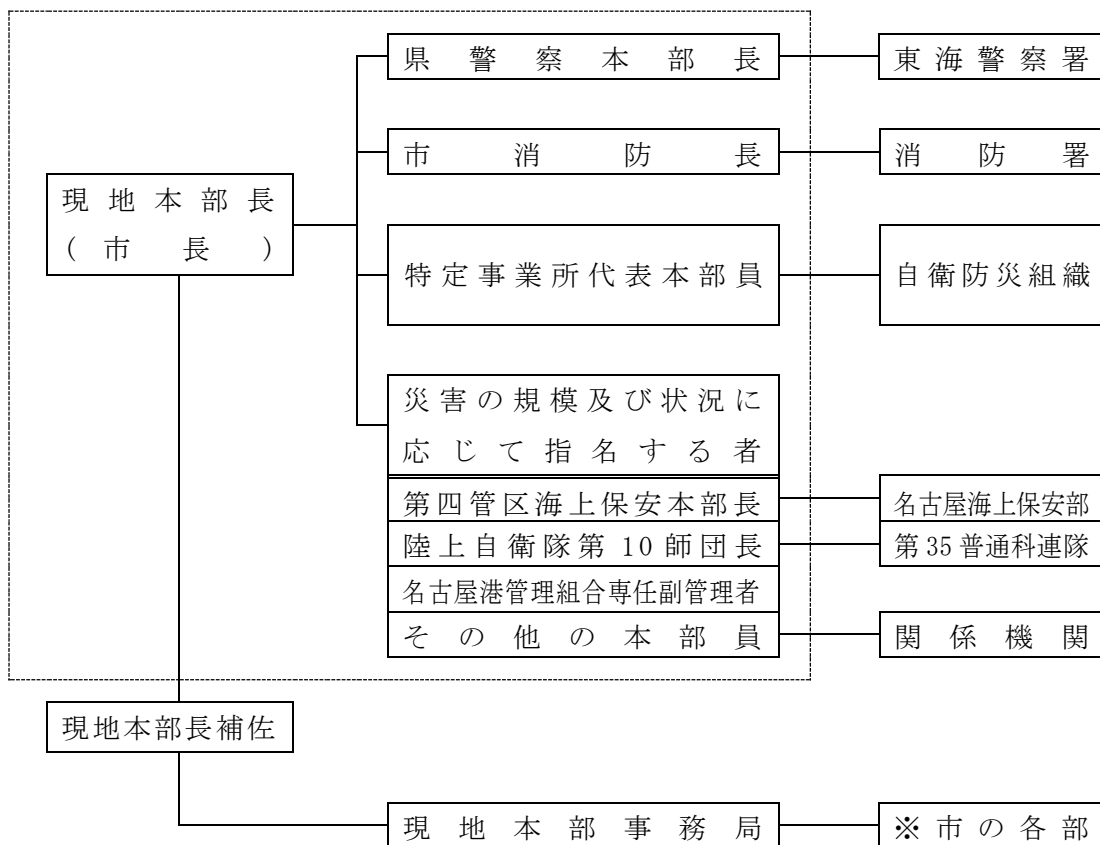 県警察本部長
東海警察署
市消防長
消防署
現地本部長
(市長)
特定事業所代表本部員
自衛防災組織
災害の規模及び状況に
応じて指名する者
第四管区海上保安本部長
名古屋海上保安部
陸上自衛隊第10師団長
第35普通科連隊
名古屋港管理組合専任副管理者
その他の本部員
関係機関
現地本部長補佐
現地本部事務局
※市の各部